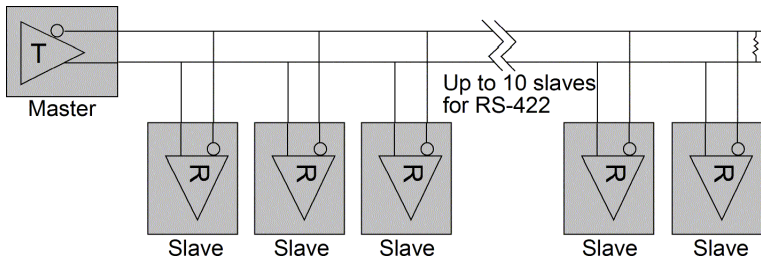 T
Master
Up to 10 slaves
for RS-422
R
R
R
R
R
Slave
Slave
Slave
Slave
Slave